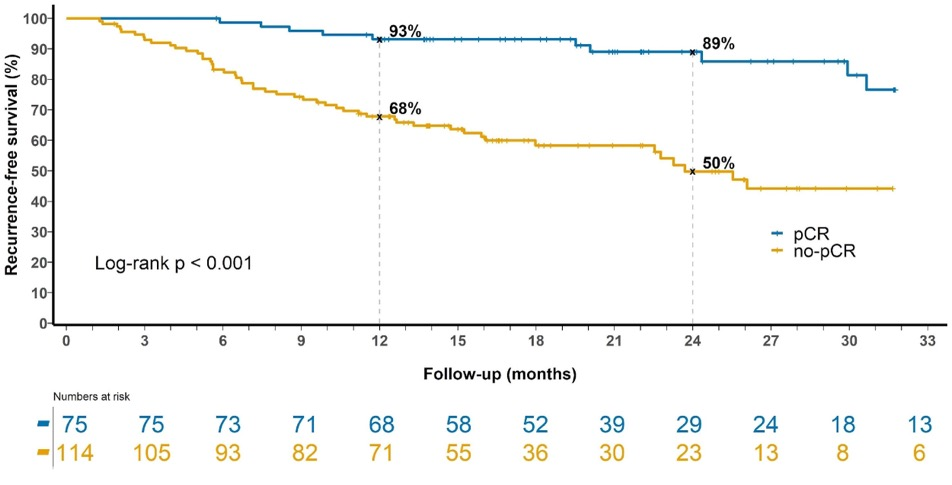 Recurrence-free survival (%)
100
90
80
70
60
50
40
30
20
10
0
93%
89%
68%
50%
pCR
no-pCR
Log-rank p < 0.001
0 3 6 9 12 15 18 21 24 27 30 33
Follow-up (months)
Numbers at risk
75 75 73 71 68 58 52 39 29 24 18 13
114 105 93 82 71 55 36 30 23 13 8 6